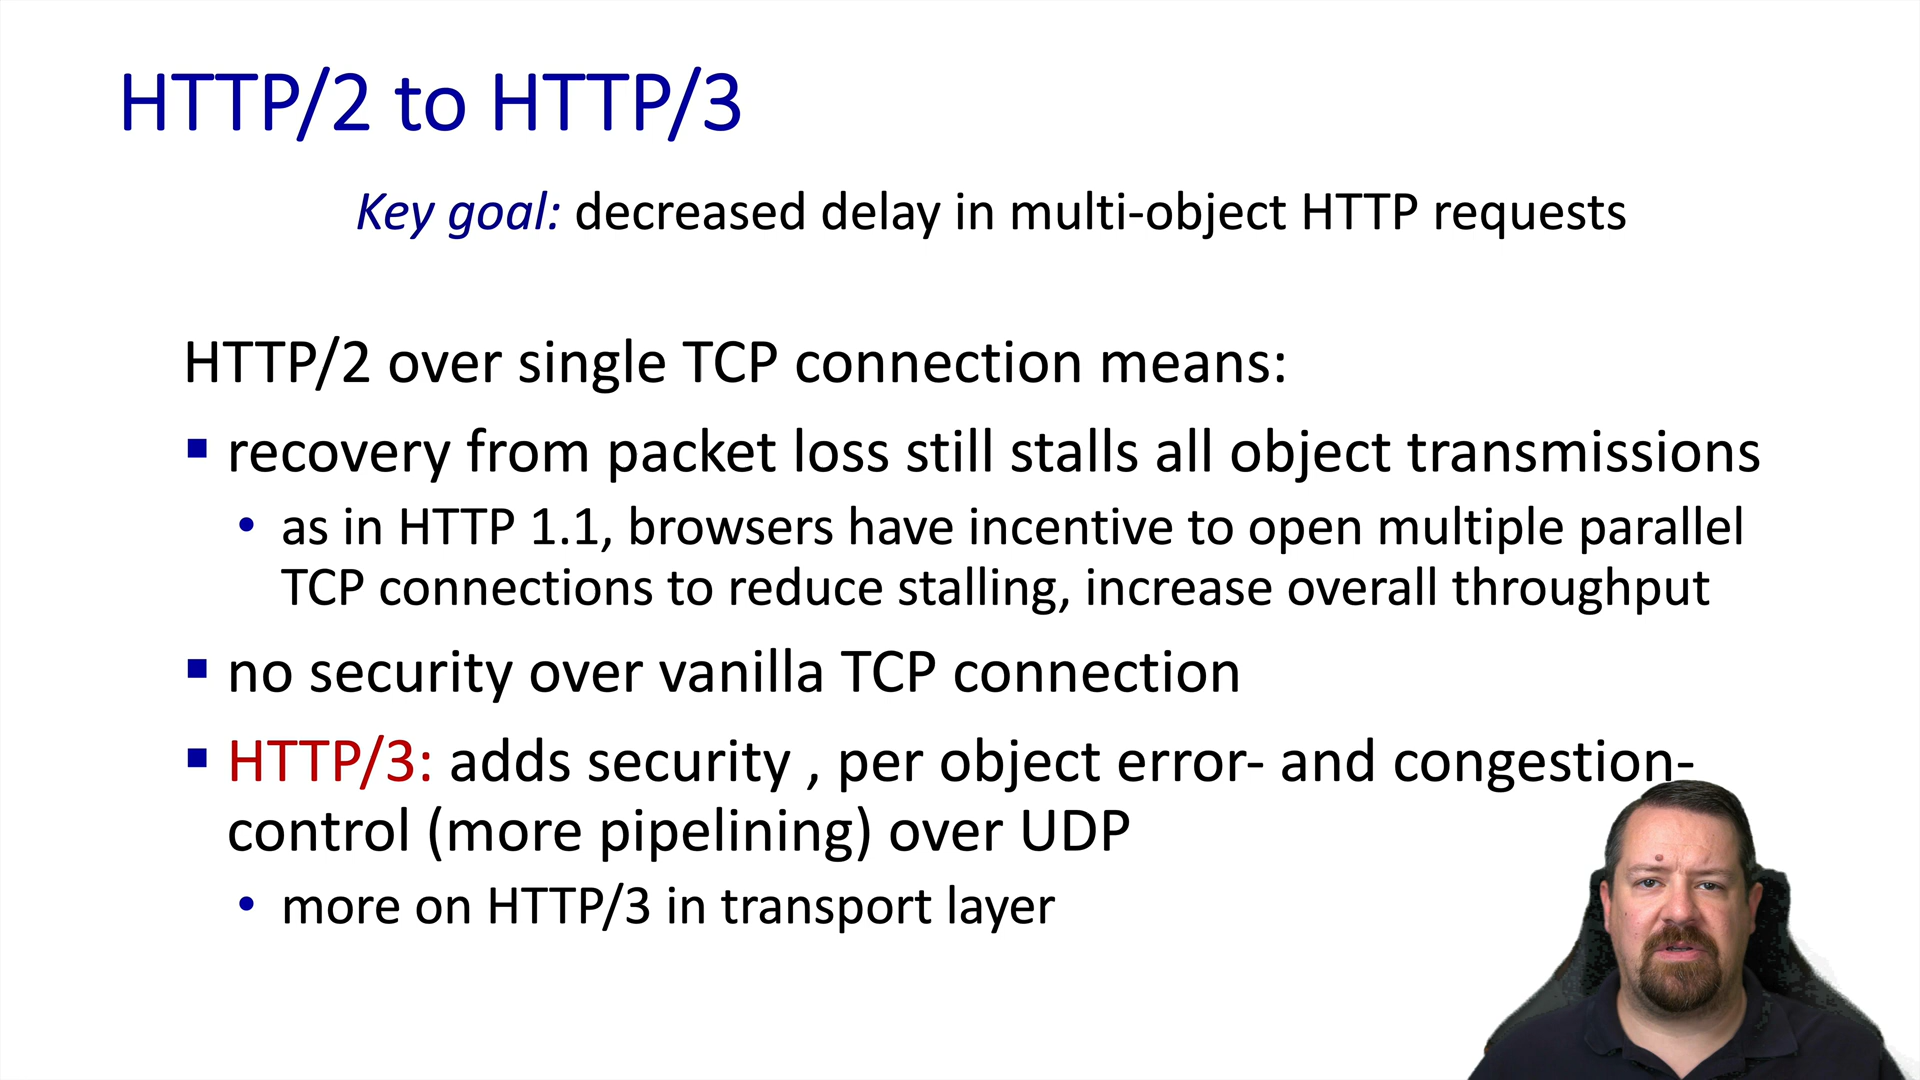 HTTP/2 to HTTP/3
Key goal: decreased delay in multi-object HTTP requests
HTTP/2 over single TCP connection means:
▪ recovery from packet loss still stalls all object transmissions
• as in HTTP 1.1, browsers have incentive to open multiple parallel
TCP connections to reduce stalling, increase overall throughput
▪ no security over vanilla TCP connection
▪ HTTP/3: adds security , per object error- and congestion-
control (more pipelining) over UDP
• more on HTTP/3 in transport layer